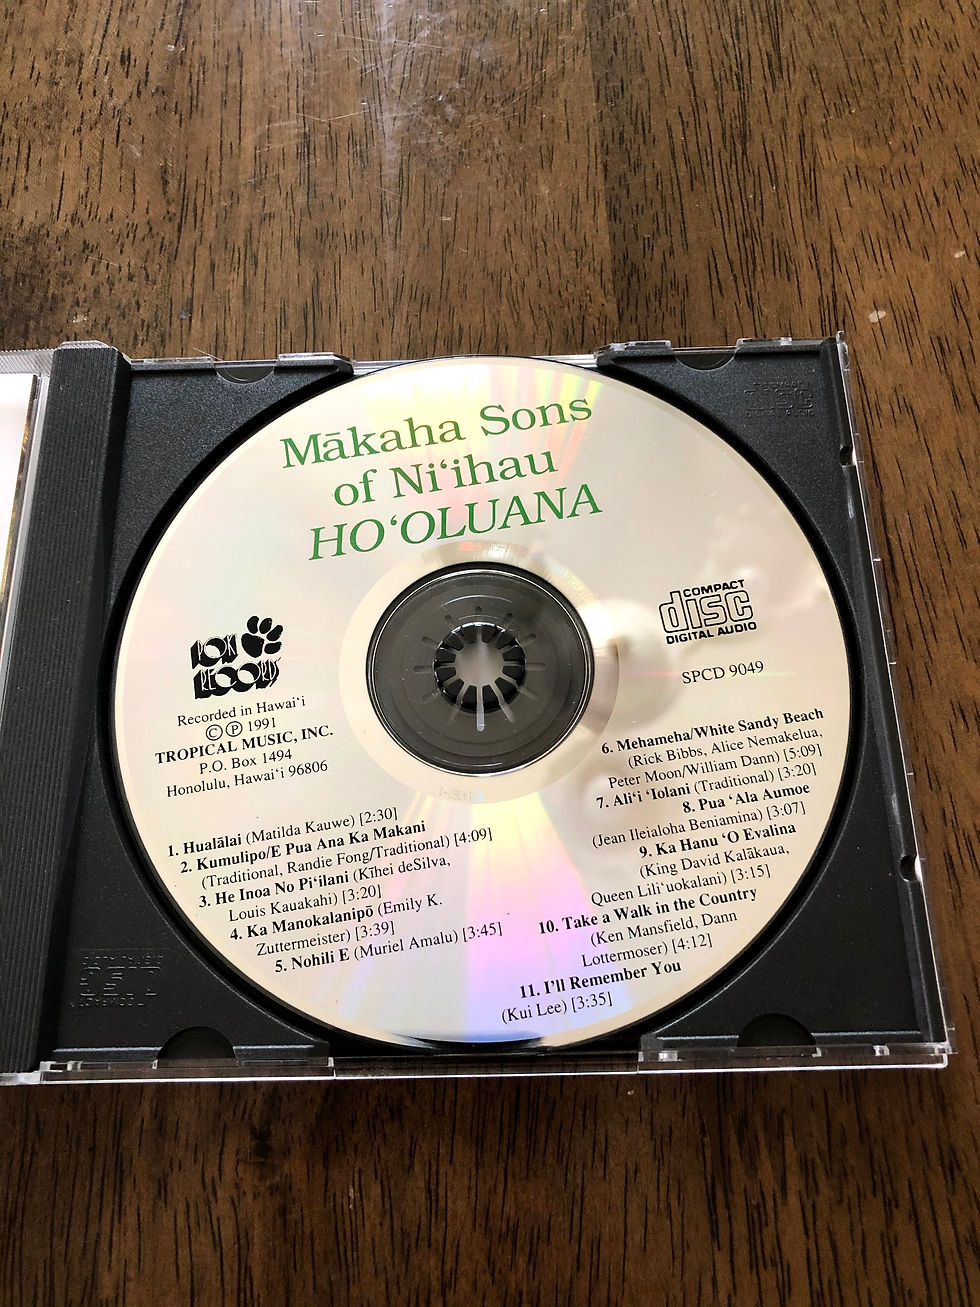 Mākaha Sons
of Ni‘ihau
HO‘OLUANA
POKI
RECORDS
Recorded in Hawai‘i
© ℗ 1991
TROPICAL MUSIC, INC.
P.O. Box 1494
Honolulu, Hawai‘i 96806
COMPACT
disc
DIGITAL AUDIO
SPCD 9049
1. Hualālai (Matilda Kauwe) [2:30]
2. Kumulipo/E Pua Ana Ka Makani
(Traditional, Randie Fong/Traditional) [4:09]
3. He Inoa No Pi‘ilani (Kīhei deSilva,
Louis Kauakahi) [3:20]
4. Ka Manokalanipō (Emily K.
Zuttermeister) [3:39]
5. Nohili E (Muriel Amalu) [3:45]
6. Mehameha/White Sandy Beach
(Rick Bibbs, Alice Nemakelua,
Peter Moon/William Dann) [5:09]
7. Ali‘i ‘Iolani (Traditional) [3:20]
8. Pua ‘Ala Aumoe
(Jean Ileialoha Beniamina) [3:07]
9. Ka Hanu ‘O Evalina
(King David Kalākaua,
Queen Lili‘uokalani) [3:15]
10. Take a Walk in the Country
(Ken Mansfield, Dann
Lottermoser) [4:12]
11. I’ll Remember You
(Kui Lee) [3:35]